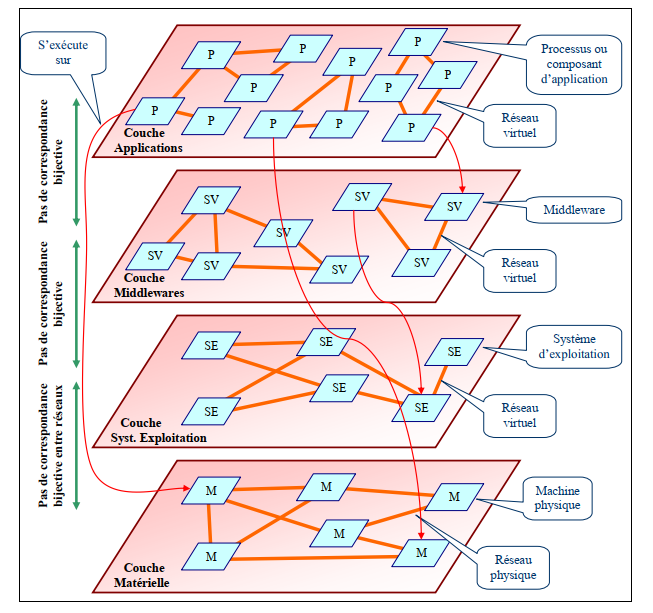 S'exécute
sur
P
P
P
P
P
P
P
P
P
P
P
P
Processus ou
composant
d'application
Réseau
virtuel
Couche
Applications
Pas de correspondance
bijective
SV
SV
SV
SV
SV
SV
SV
SV
Middleware
Réseau
virtuel
Couche
Middlewares
Pas de correspondance
bijective
SE
SE
SE
SE
SE
SE
Système
d'exploitation
Réseau
virtuel
Couche
Syst. Exploitation
Pas de correspondance
bijective entre réseaux
M
M
M
M
M
M
Machine
physique
Réseau
physique
Couche
Matérielle